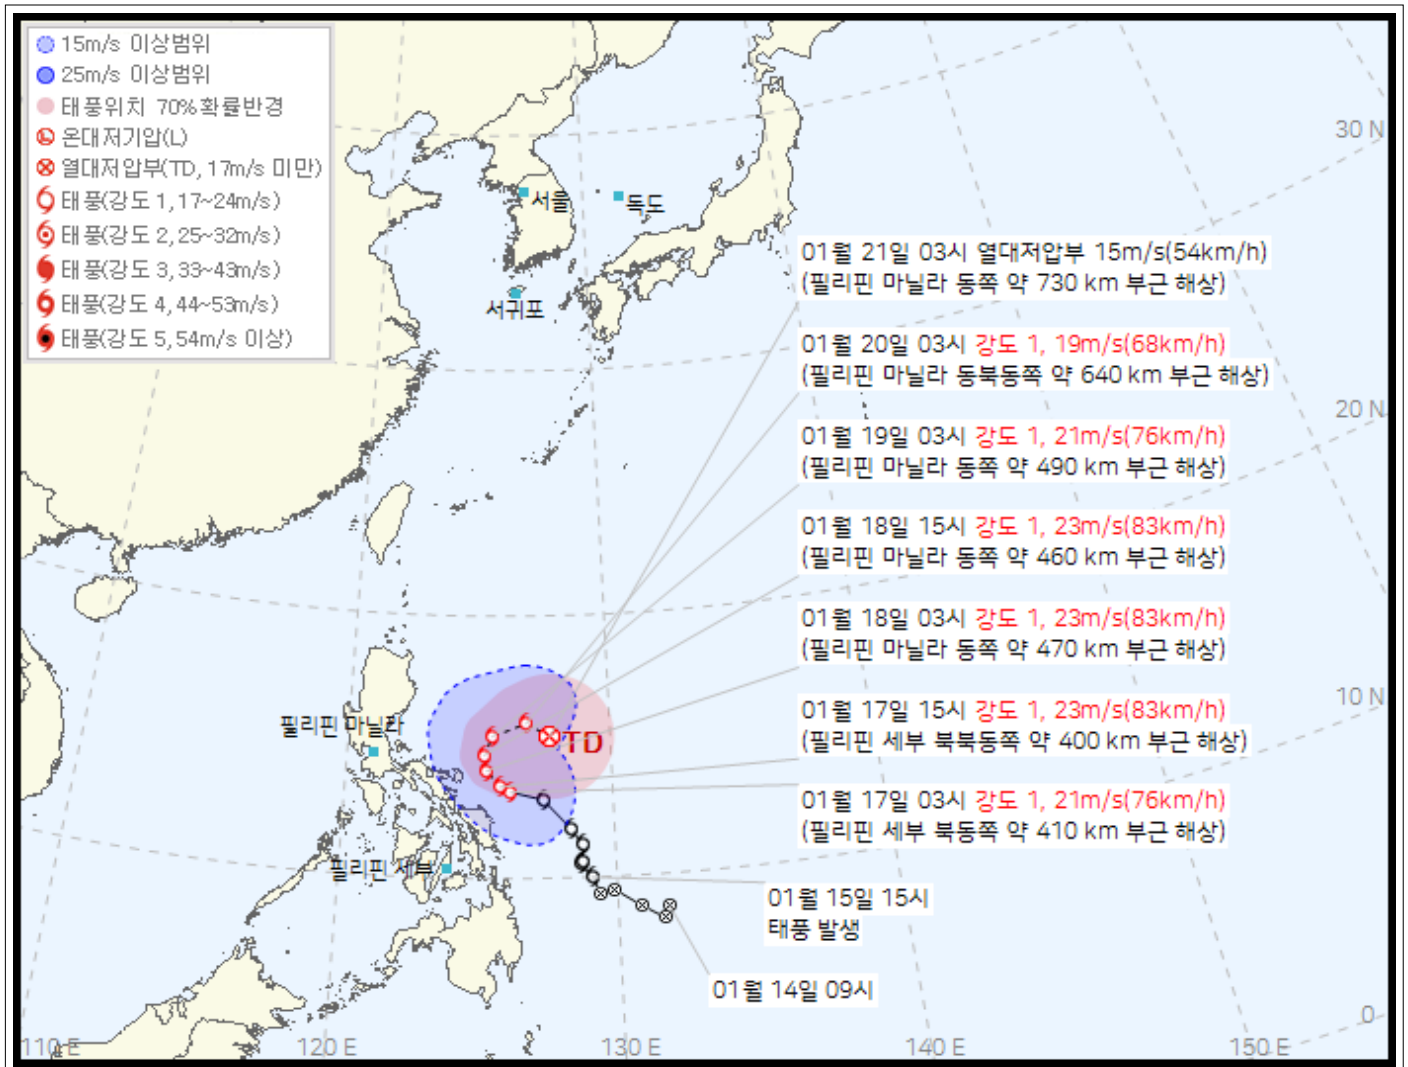 15m/s 이상범위
25m/s 이상범위
태풍위치 70%확률반경
온대저기압(L)
열대저압부(TD, 17m/s 미만)
태풍(강도 1, 17~24m/s)
태풍(강도 2, 25~32m/s)
태풍(강도 3, 33~43m/s)
태풍(강도 4, 44~53m/s)
태풍(강도 5, 54m/s 이상)
30 N
서울
독도
서귀포
01월 21일 03시 열대저압부 15m/s(54km/h)
(필리핀 마닐라 동쪽 약 730 km 부근 해상)
01월 20일 03시 강도 1, 19m/s(68km/h)
(필리핀 마닐라 동북동쪽 약 640 km 부근 해상)
20 N
01월 19일 03시 강도 1, 21m/s(76km/h)
(필리핀 마닐라 동쪽 약 490 km 부근 해상)
01월 18일 15시 강도 1, 23m/s(83km/h)
(필리핀 마닐라 동쪽 약 460 km 부근 해상)
01월 18일 03시 강도 1, 23m/s(83km/h)
(필리핀 마닐라 동쪽 약 470 km 부근 해상)
10 N
01월 17일 15시 강도 1, 23m/s(83km/h)
(필리핀 세부 북북동쪽 약 400 km 부근 해상)
필리핀 마닐라
TD
01월 17일 03시 강도 1, 21m/s(76km/h)
(필리핀 세부 북동쪽 약 410 km 부근 해상)
필리핀 세부
01월 15일 15시
태풍 발생
01월 14일 09시
0
110 E
120 E
130 E
140 E
150 E